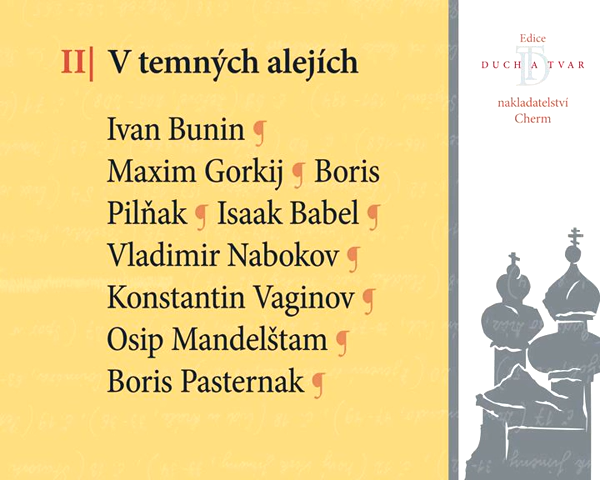 II| V temných alejích
Ivan Bunin ¶
Maxim Gorkij ¶ Boris
Pilňak ¶ Isaak Babel ¶
Vladimir Nabokov ¶
Konstantin Vaginov ¶
Osip Mandelštam ¶
Boris Pasternak ¶
Edice
DUCH A TVAR
nakladatelství
Cherm